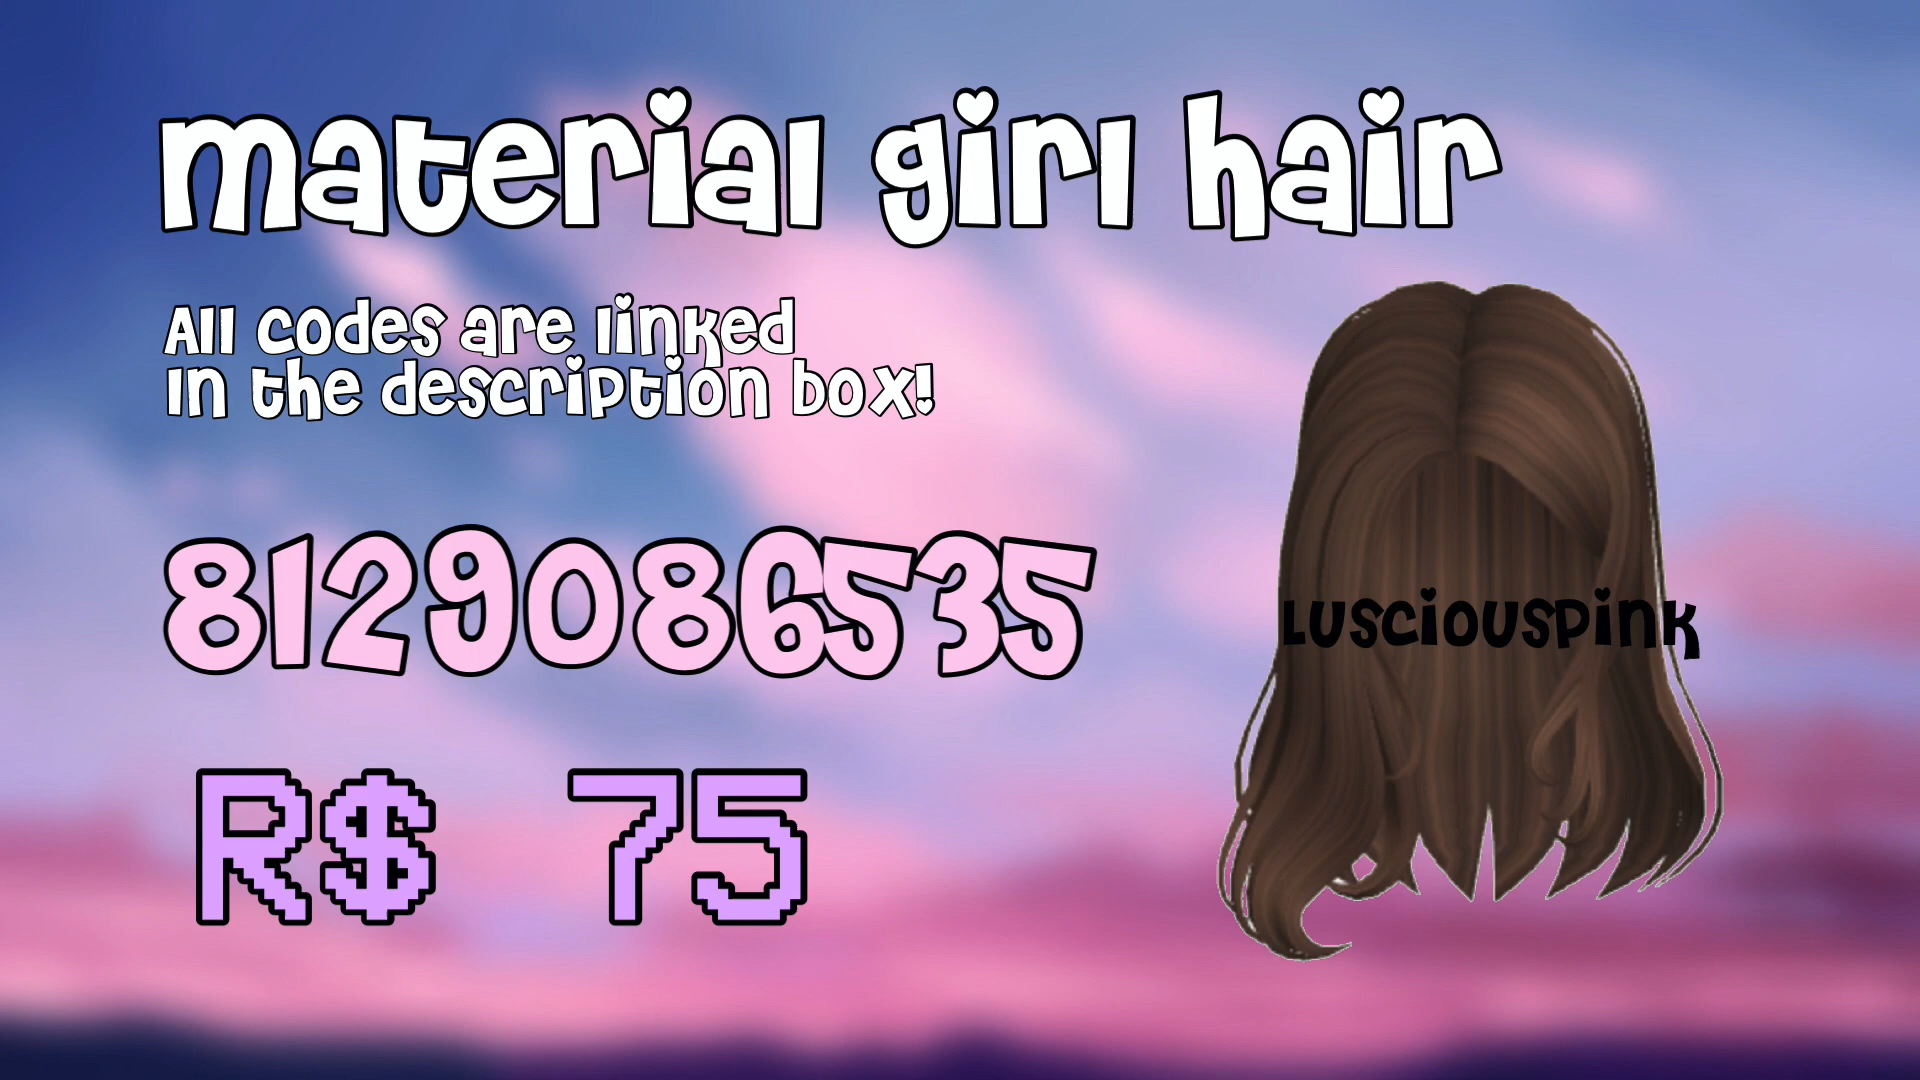 material girl hair
All codes are linked
In the description box!
8129086535
LUSCIOUSPINK
R$ 75